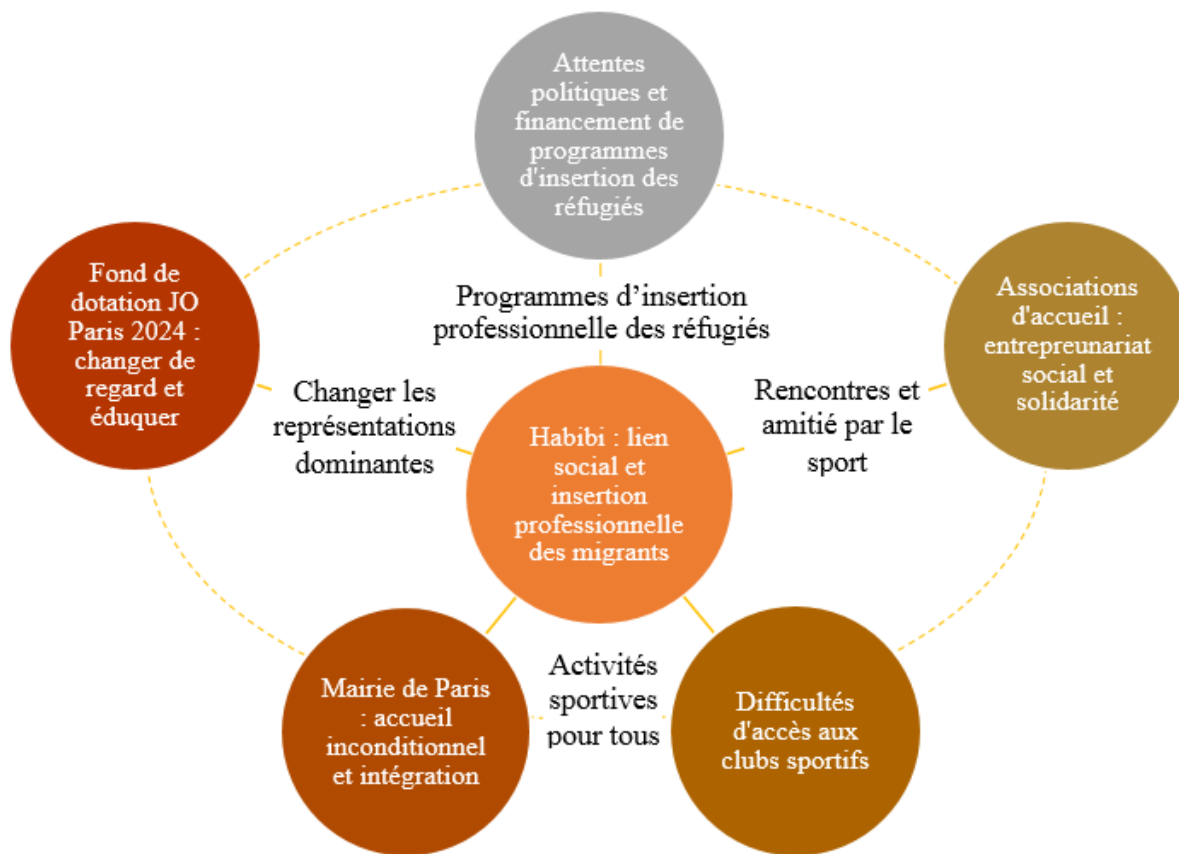 Attentes
politiques et
financement de
programmes
d'insertion des
réfugiés
Fond de
dotation JO
Paris 2024 :
changer de
regard et
éduquer
Programmes d’insertion
professionnelle des réfugiés
Associations
d'accueil :
entrepreunariat
social et
solidarité
Changer les
représentations
dominantes
Rencontres et
amitié par le
sport
Habibi : lien
social et
insertion
professionnelle
des migrants
Mairie de Paris
: accueil
inconditionnel
et intégration
Activités
sportives
pour tous
Difficultés
d'accès aux
clubs sportifs